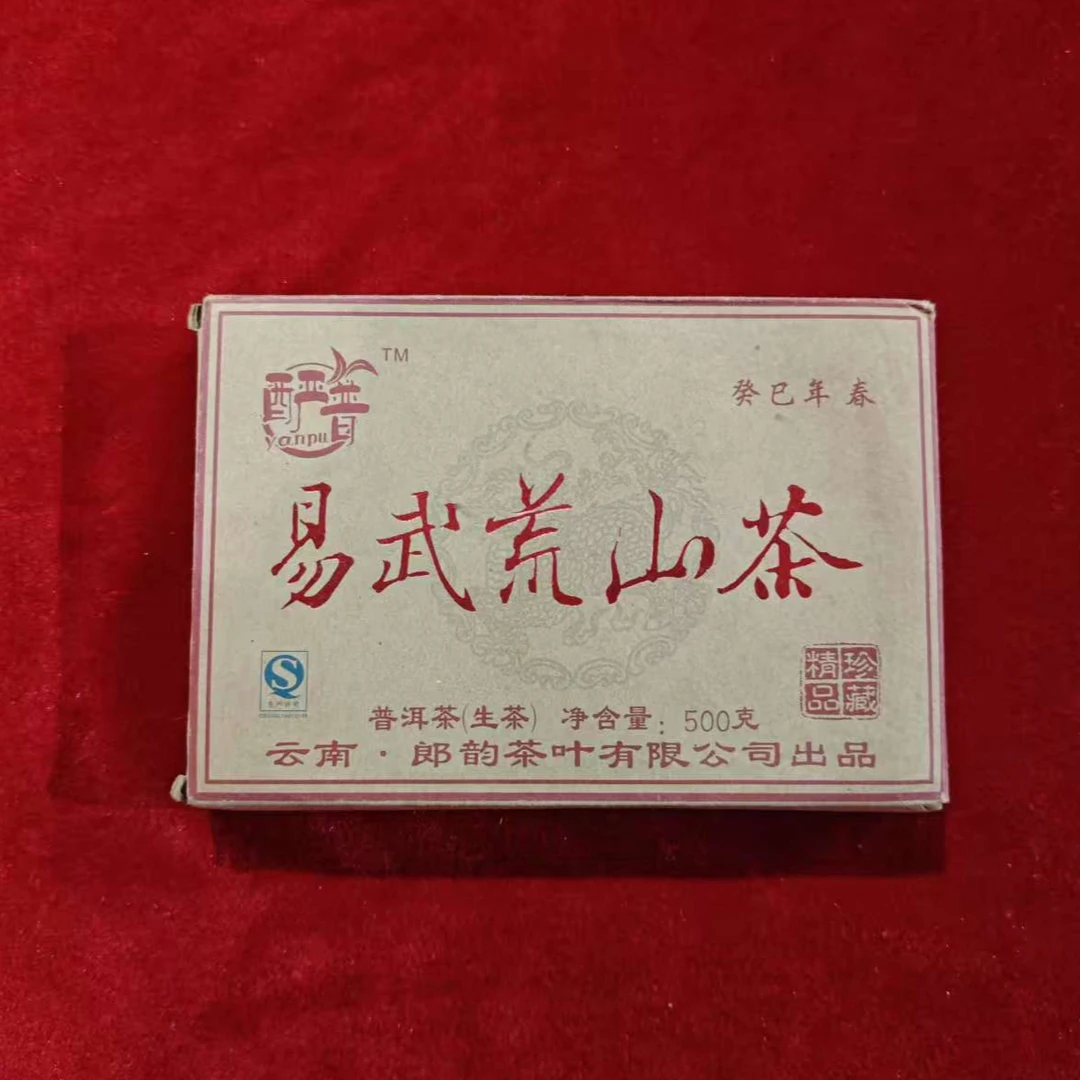 酽普
yanpu
TM
癸巳年 春
易武荒山茶
珍藏
精品
普洱茶(生茶) 净含量: 500克
云南·郎韵茶叶有限公司出品